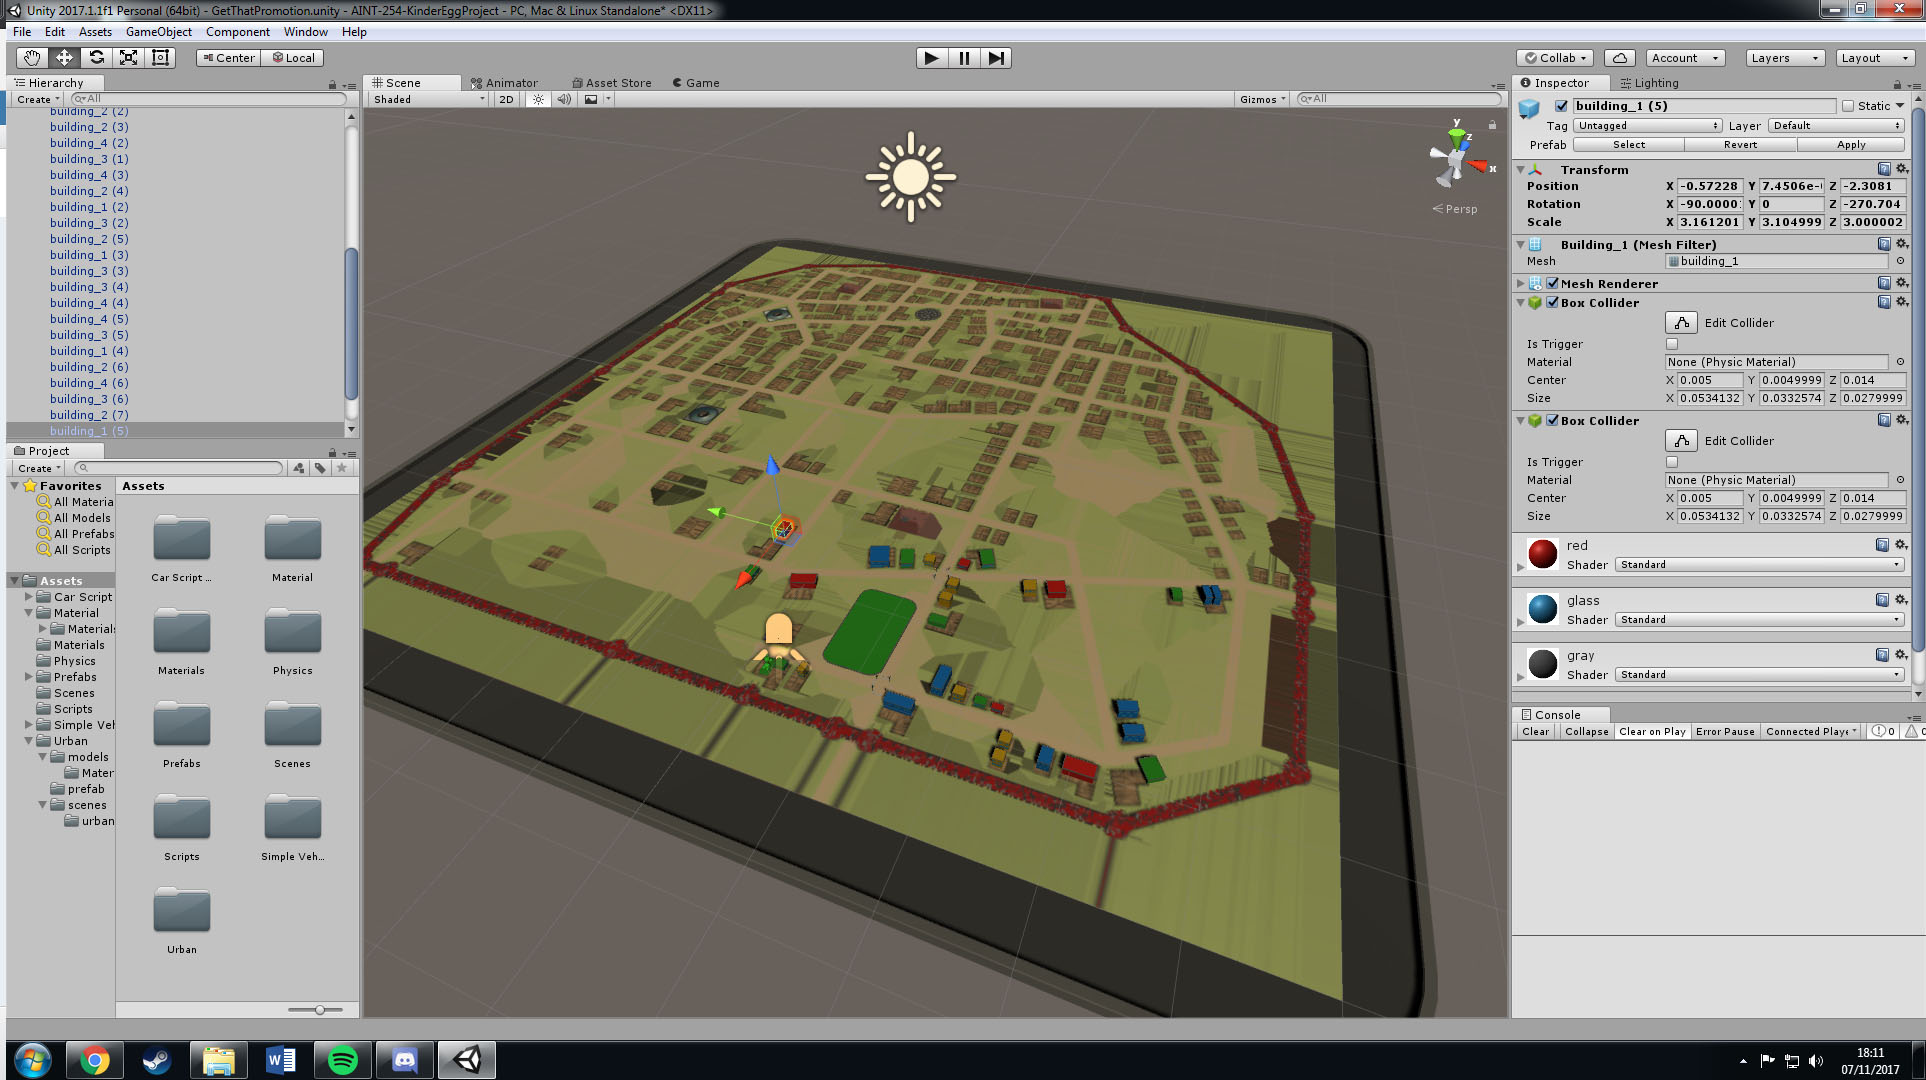 Unity 2017.1.1f1 Personal (64bit) - GetThatPromotion.unity - AINT-254-KinderEggProject - PC, Mac & Linux Standalone* <DX11>
File Edit Assets GameObject Component Window Help
Center Local
Collab Account Layers Layout
Hierarchy
Create All
building_2 (2)
building_2 (3)
building_4 (2)
building_3 (1)
building_4 (3)
building_2 (4)
building_1 (2)
building_3 (2)
building_2 (5)
building_1 (3)
building_3 (3)
building_3 (4)
building_4 (4)
building_4 (5)
building_3 (5)
building_1 (4)
building_2 (6)
building_4 (6)
building_3 (6)
building_2 (7)
building_1 (5)
Project
Create
Favorites
All Materia
All Models
All Prefabs
All Scripts
Assets
Car Script
Material
Materials
Materials
Physics
Prefabs
Scenes
Scripts
Simple Veh
Urban
models
Mater
prefab
scenes
urban
Assets
Car Script ...
Material
Materials
Physics
Prefabs
Scenes
Scripts
Simple Veh...
Urban
Scene Animator Asset Store Game
Shaded 2D Gizmos All
y
z
x
Persp
Inspector Lighting
building_1 (5) Static
Tag Untagged Layer Default
Prefab Select Revert Apply
Transform
Position X -0.57228 Y 7.4506e- Z -2.3081
Rotation X -90.0000 Y 0 Z -270.704
Scale X 3.161201 Y 3.104999 Z 3.000002
Building_1 (Mesh Filter)
Mesh building_1
Mesh Renderer
Box Collider
Edit Collider
Is Trigger
Material None (Physic Material)
Center X 0.005 Y 0.0049999 Z 0.014
Size X 0.0534132 Y 0.0332574 Z 0.0279999
Box Collider
Edit Collider
Is Trigger
Material None (Physic Material)
Center X 0.005 Y 0.0049999 Z 0.014
Size X 0.0534132 Y 0.0332574 Z 0.0279999
red
Shader Standard
glass
Shader Standard
gray
Shader Standard
Console
Clear Collapse Clear on Play Error Pause Connected Playe 0
18:11
07/11/2017